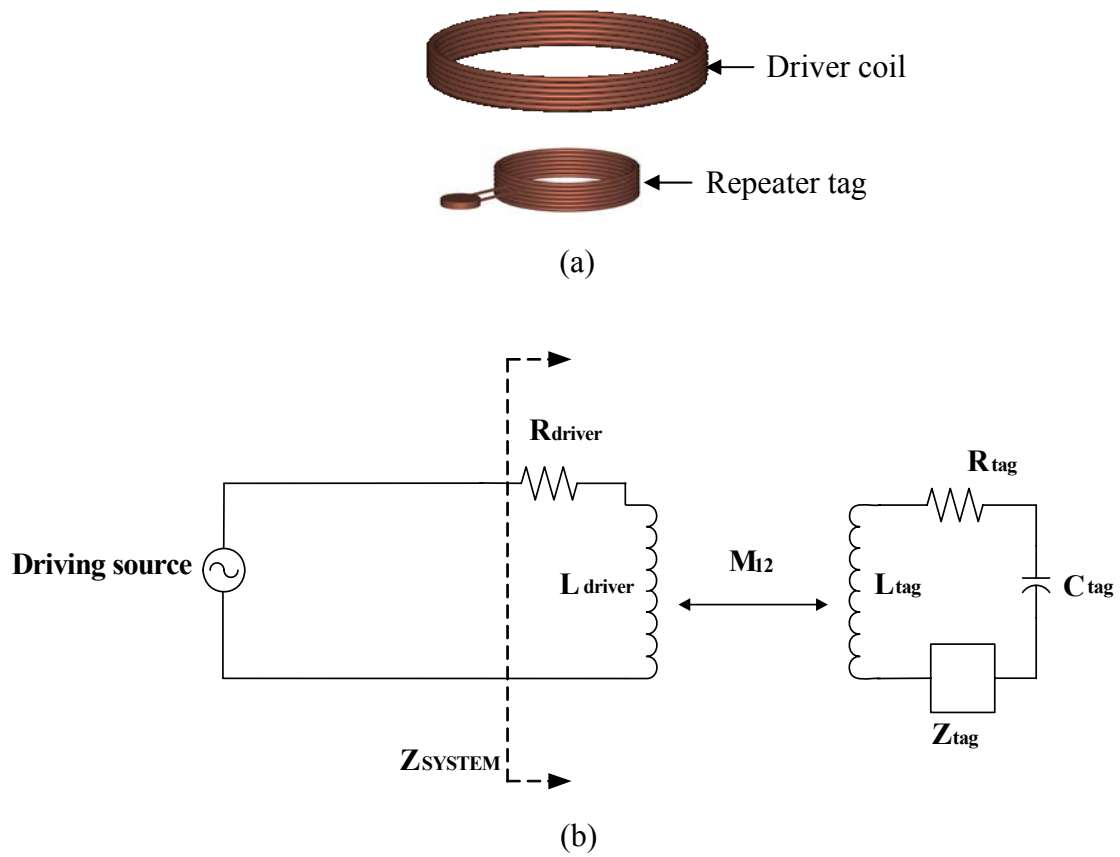 Driver coil
Repeater tag
(a)
Rdriver
Rtag
Driving source
Ldriver
M12
Ltag
Ctag
Ztag
ZSYSTEM
(b)